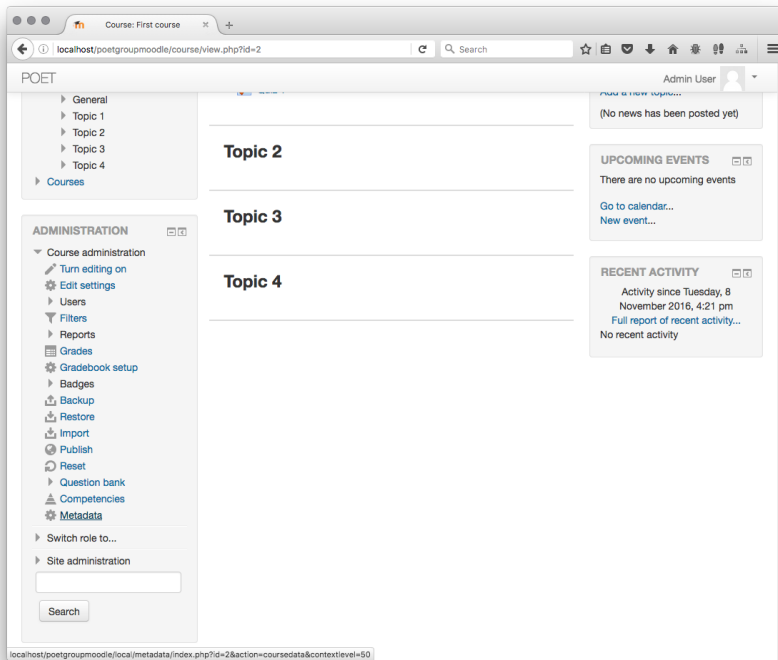 Course: First course
localhost/poetgroupmoodle/course/view.php?id=2
Search
POET
Admin User
General
Topic 1
Topic 2
Topic 3
Topic 4
Courses
ADMINISTRATION
Course administration
Turn editing on
Edit settings
Users
Filters
Reports
Grades
Gradebook setup
Badges
Backup
Restore
Import
Publish
Reset
Question bank
Competencies
Metadata
Switch role to...
Site administration
Search
Topic 2
Topic 3
Topic 4
Add a new topic...
(No news has been posted yet)
UPCOMING EVENTS
There are no upcoming events
Go to calendar...
New event...
RECENT ACTIVITY
Activity since Tuesday, 8
November 2016, 4:21 pm
Full report of recent activity...
No recent activity
localhost/poetgroupmoodle/local/metadata/index.php?id=2&action=coursedata&contextlevel=50